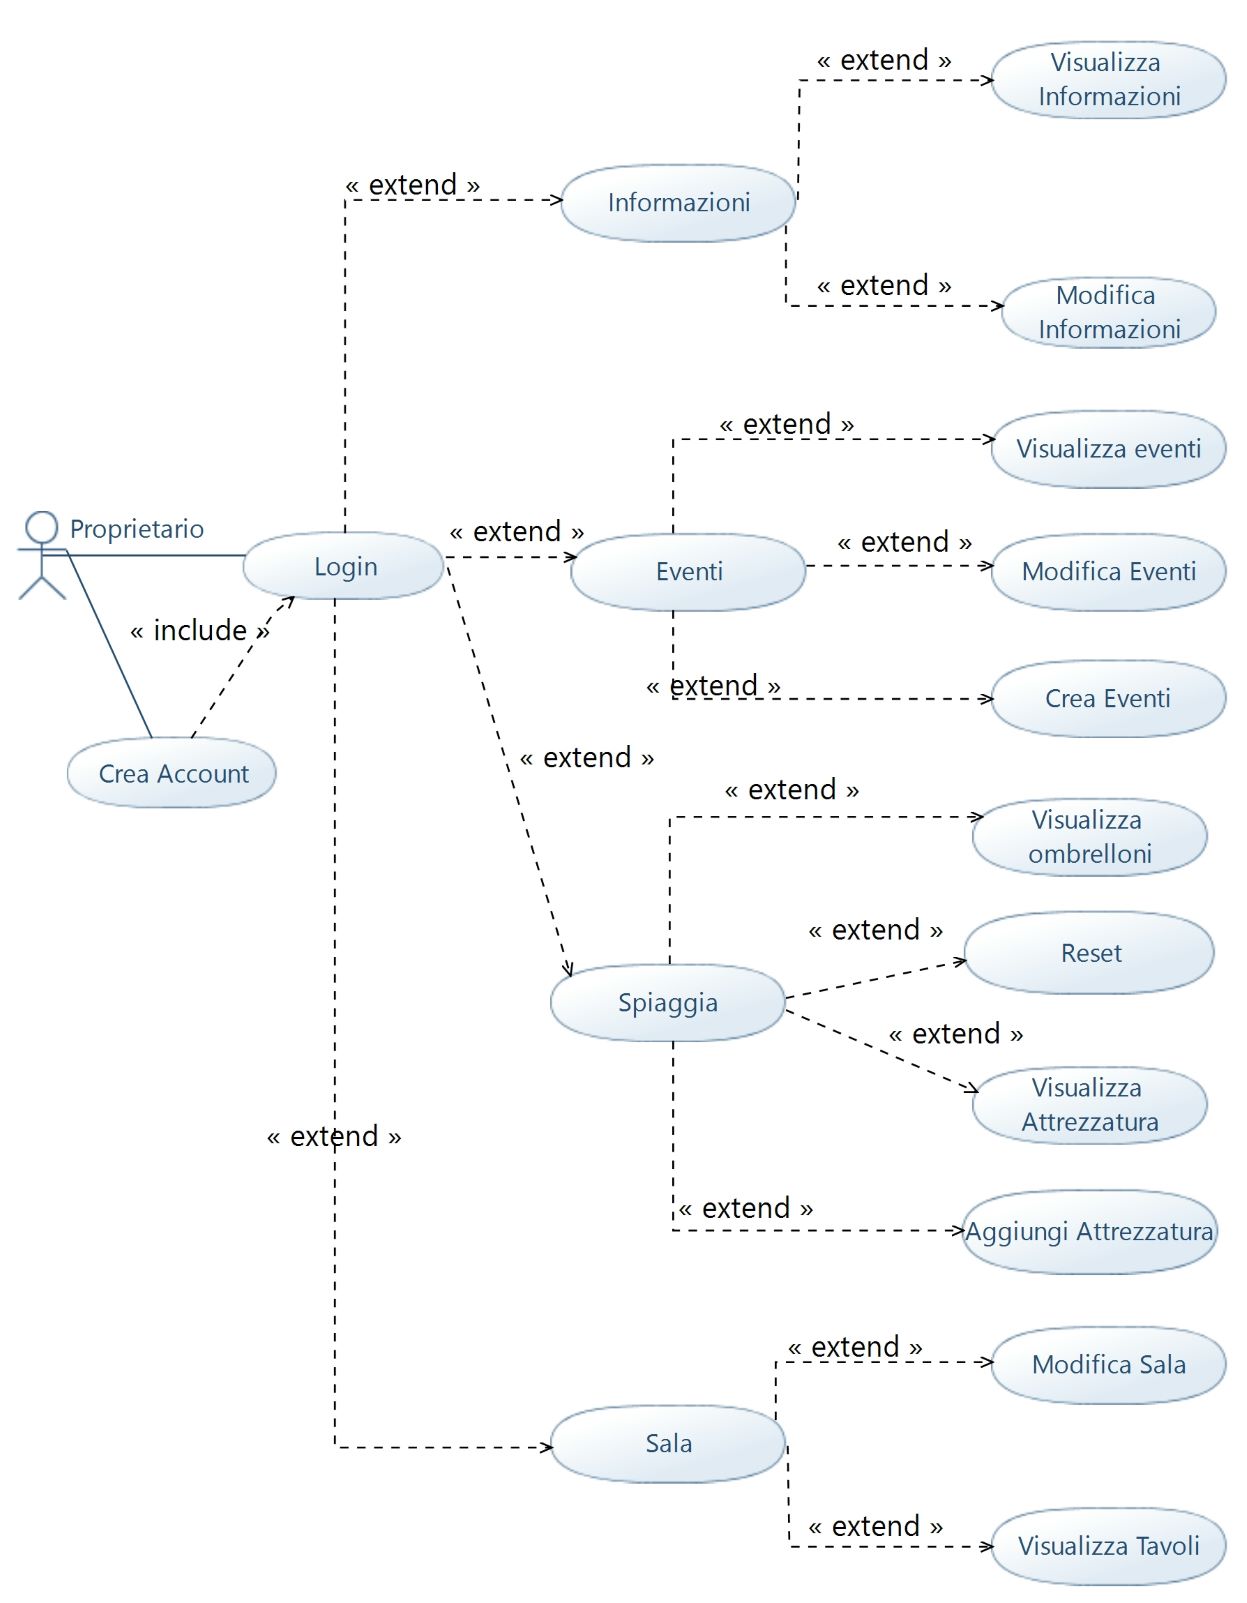 « extend »
Visualizza
Informazioni
« extend »
Informazioni
« extend »
Modifica
Informazioni
« extend »
Visualizza eventi
Proprietario
« extend »
Login
Eventi
« extend »
Modifica Eventi
« include »
« extend »
Crea Eventi
Crea Account
« extend »
« extend »
Visualizza
ombrelloni
« extend »
Reset
Spiaggia
« extend »
Visualizza
Attrezzatura
« extend »
« extend »
Aggiungi Attrezzatura
« extend »
Modifica Sala
Sala
« extend »
Visualizza Tavoli